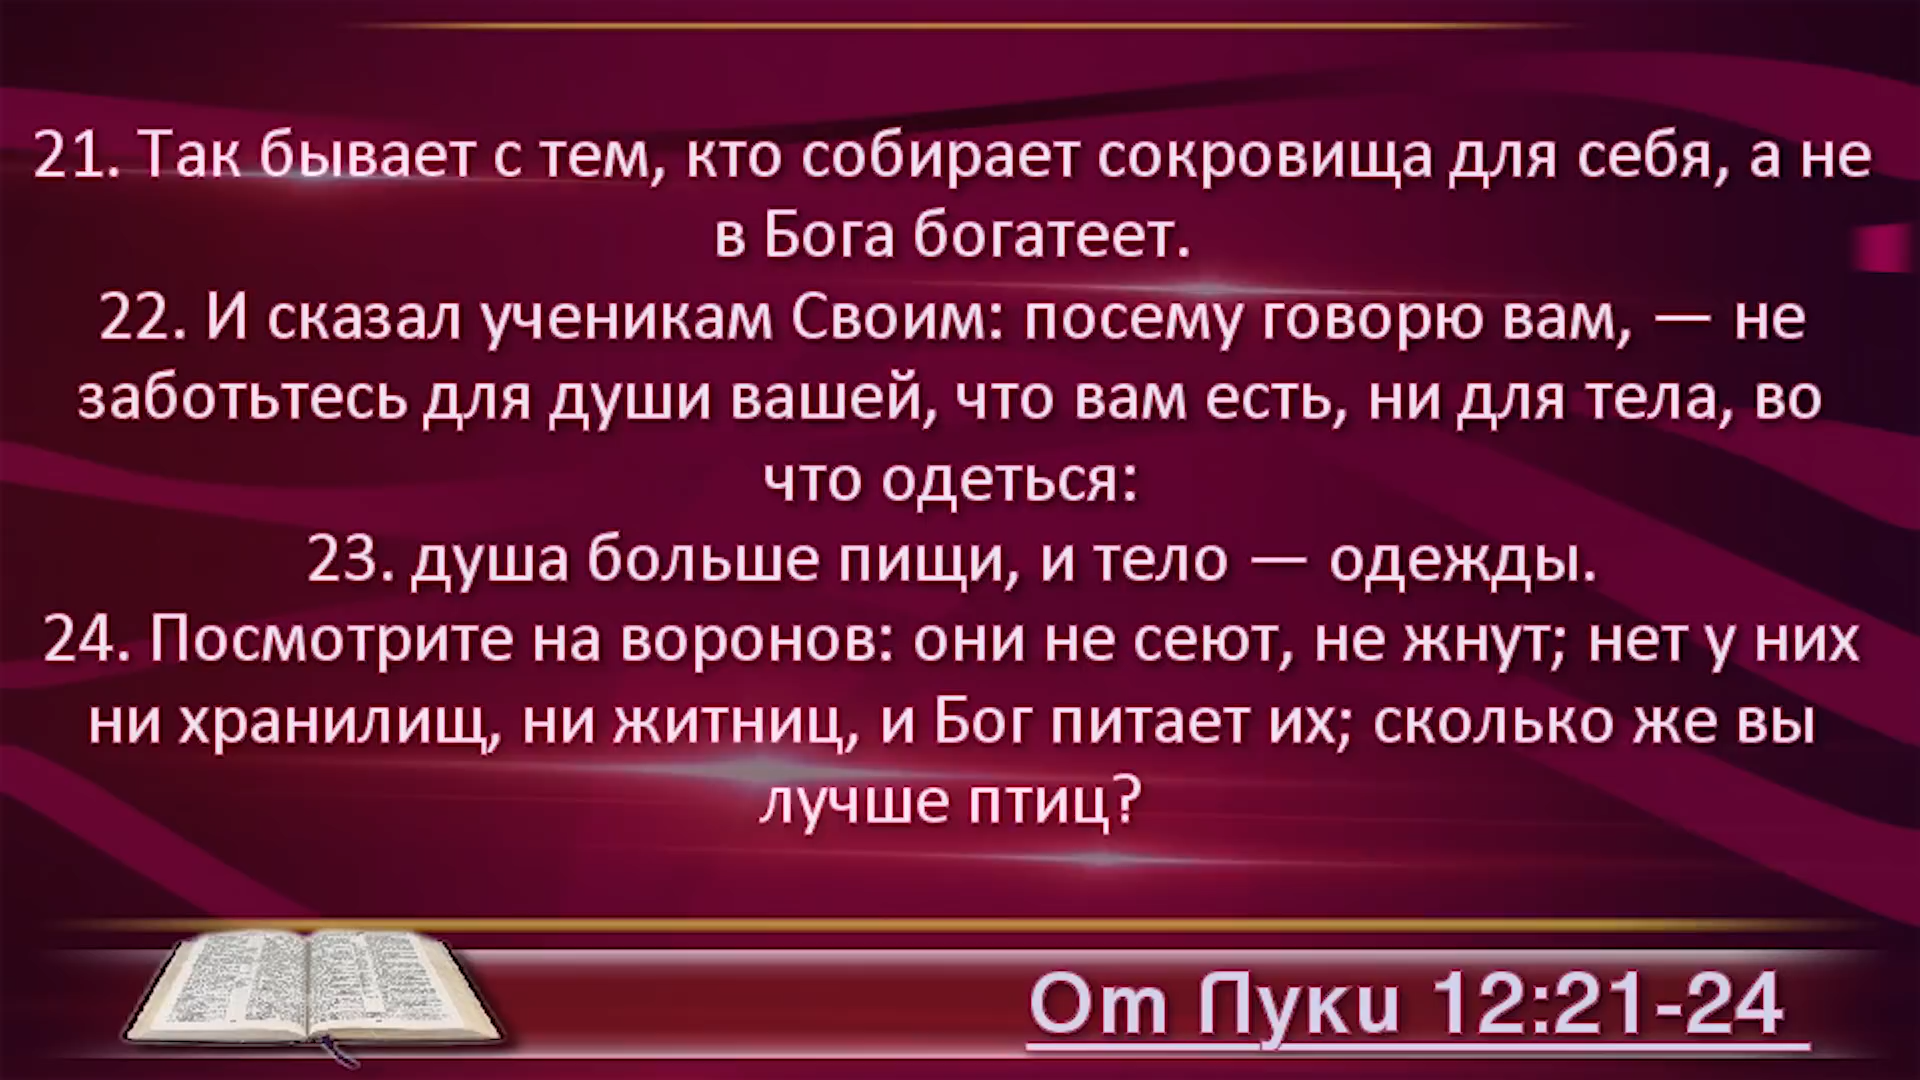 21. Так бывает с тем, кто собирает сокровища для себя, а не
в Бога богатеет.
22. И сказал ученикам Своим: посему говорю вам, — не
заботьтесь для души вашей, что вам есть, ни для тела, во
что одеться:
23. душа больше пищи, и тело — одежды.
24. Посмотрите на воронов: они не сеют, не жнут; нет у них
ни хранилищ, ни житниц, и Бог питает их; сколько же вы
лучше птиц?
От Луки 12:21-24